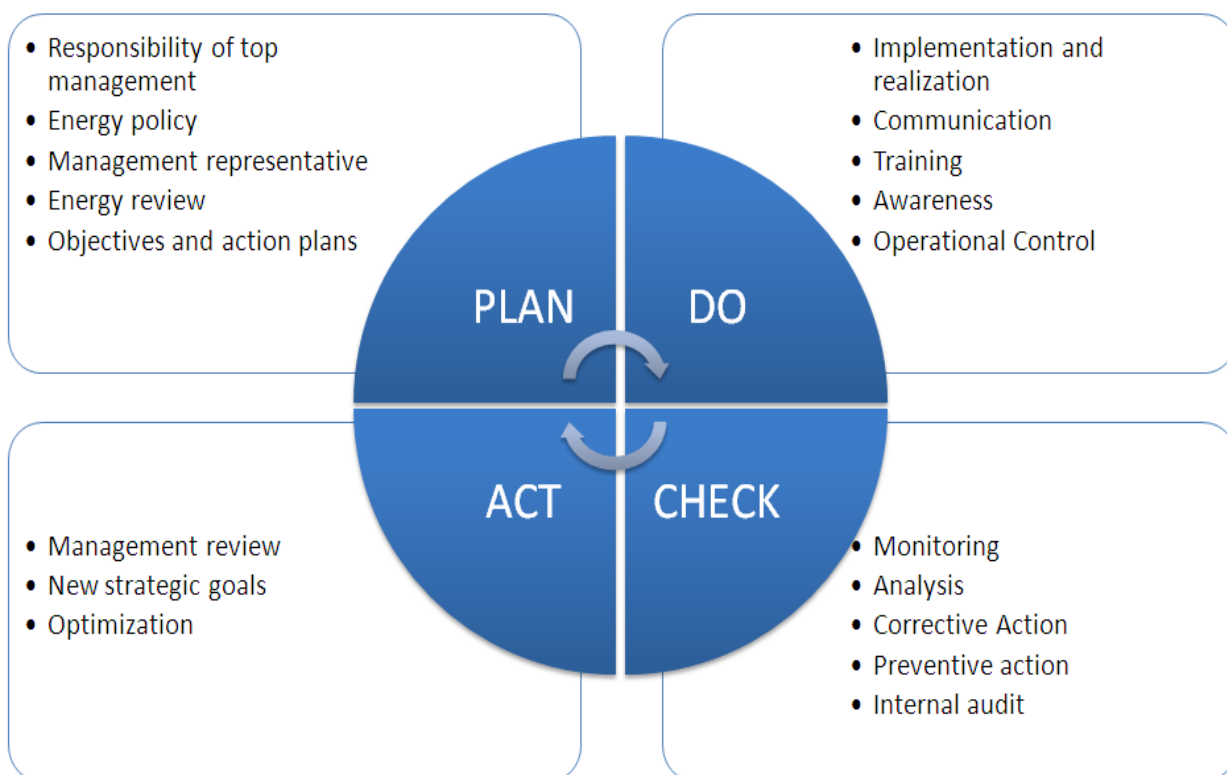 • Responsibility of top
management
• Energy policy
• Management representative
• Energy review
• Objectives and action plans
• Implementation and
realization
• Communication
• Training
• Awareness
• Operational Control
PLAN
DO
ACT
CHECK
• Management review
• New strategic goals
• Optimization
• Monitoring
• Analysis
• Corrective Action
• Preventive action
• Internal audit